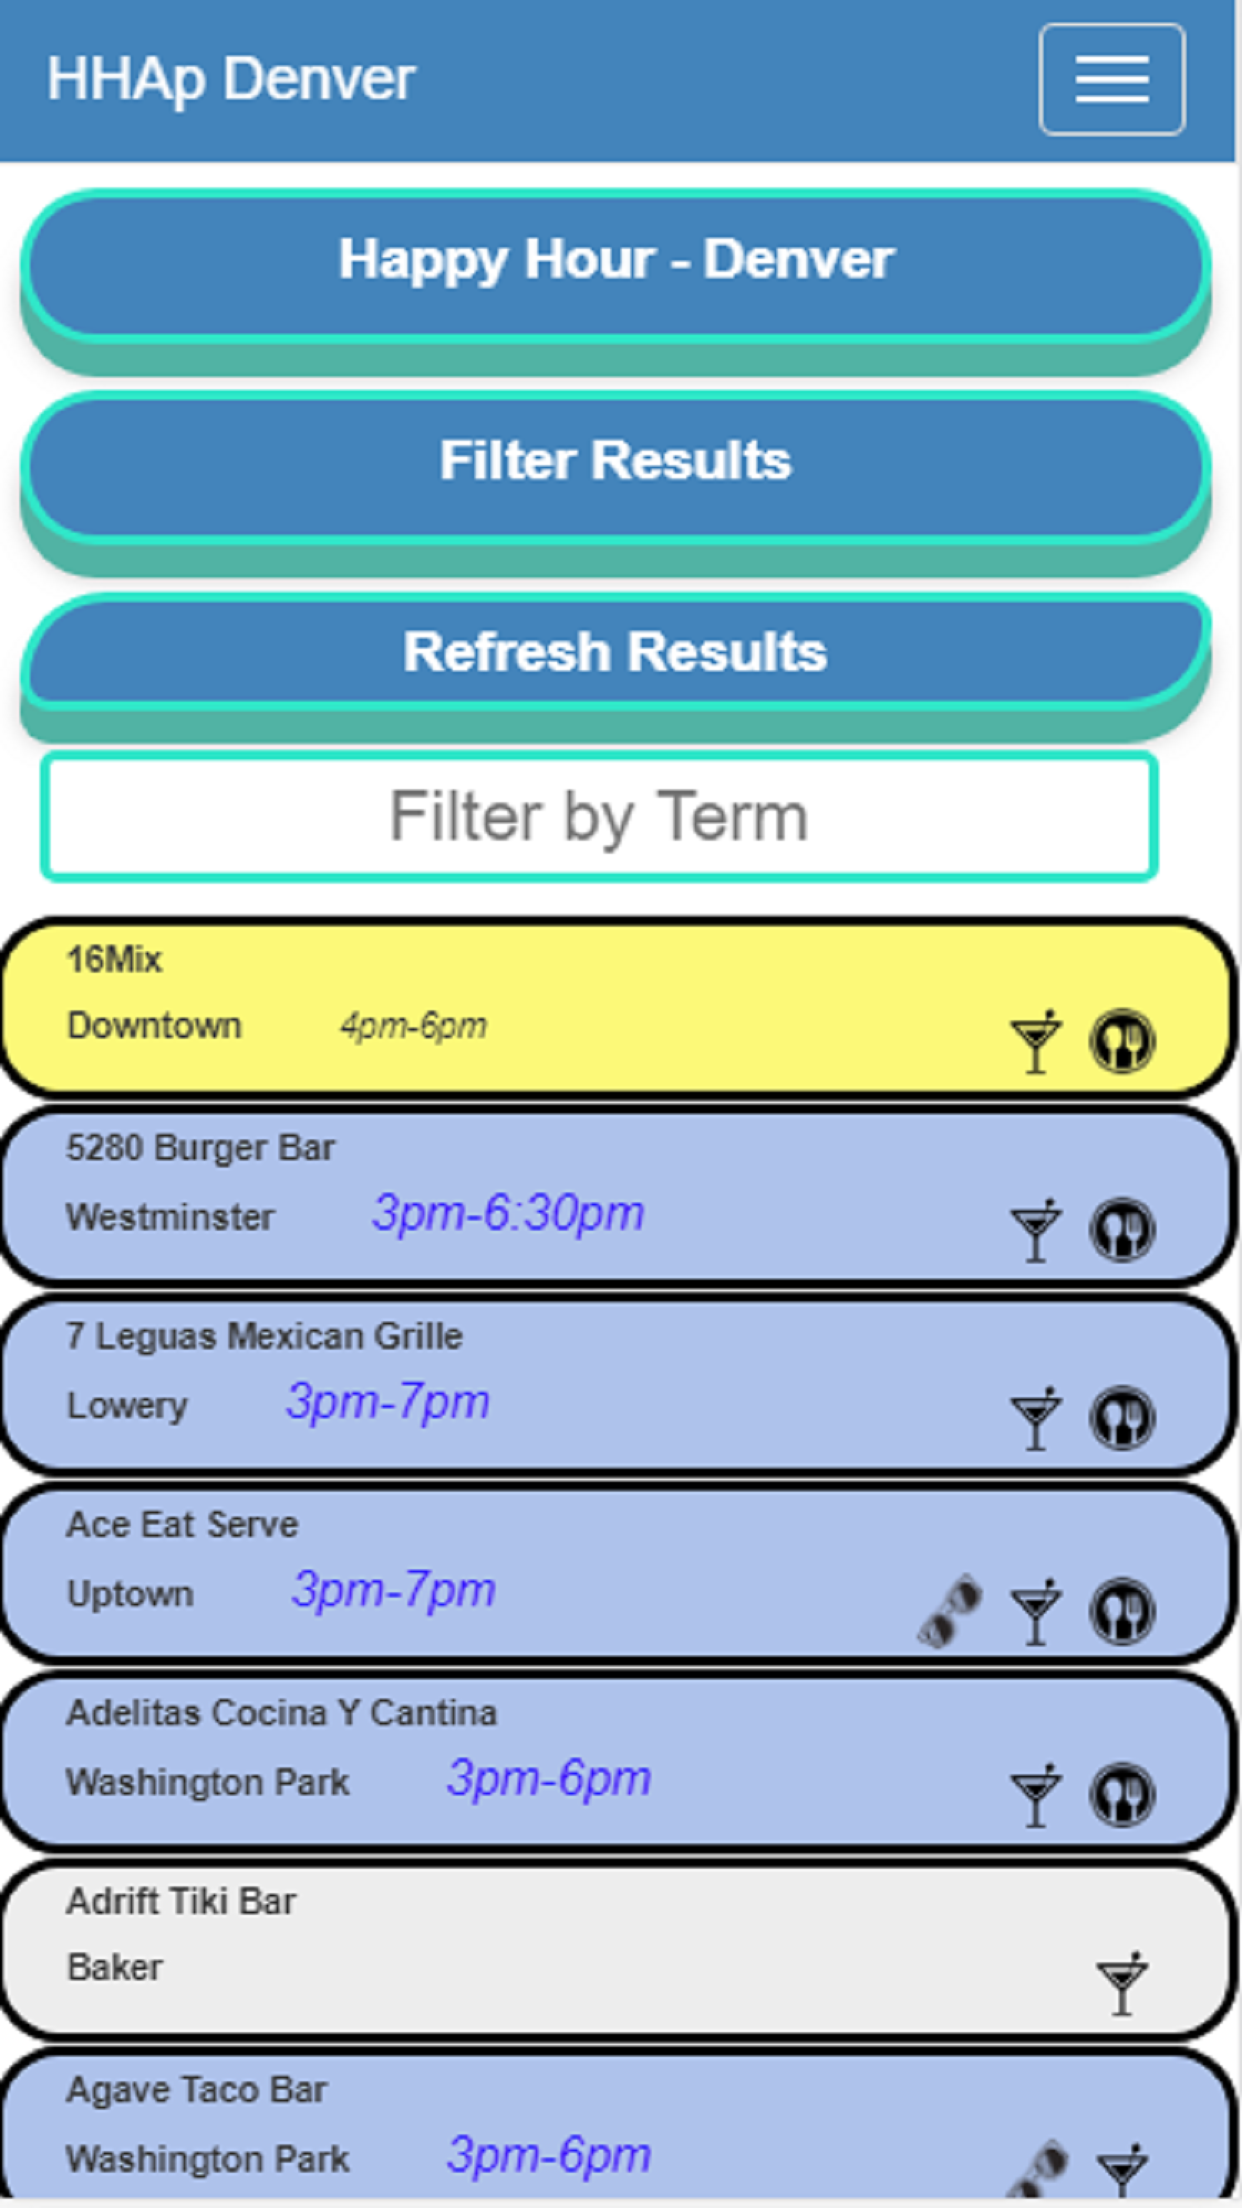 HHAp Denver
Happy Hour - Denver
Filter Results
Refresh Results
Filter by Term
16Mix
Downtown 4pm-6pm
5280 Burger Bar
Westminster 3pm-6:30pm
7 Leguas Mexican Grille
Lowery 3pm-7pm
Ace Eat Serve
Uptown 3pm-7pm
Adelitas Cocina Y Cantina
Washington Park 3pm-6pm
Adrift Tiki Bar
Baker
Agave Taco Bar
Washington Park 3pm-6pm